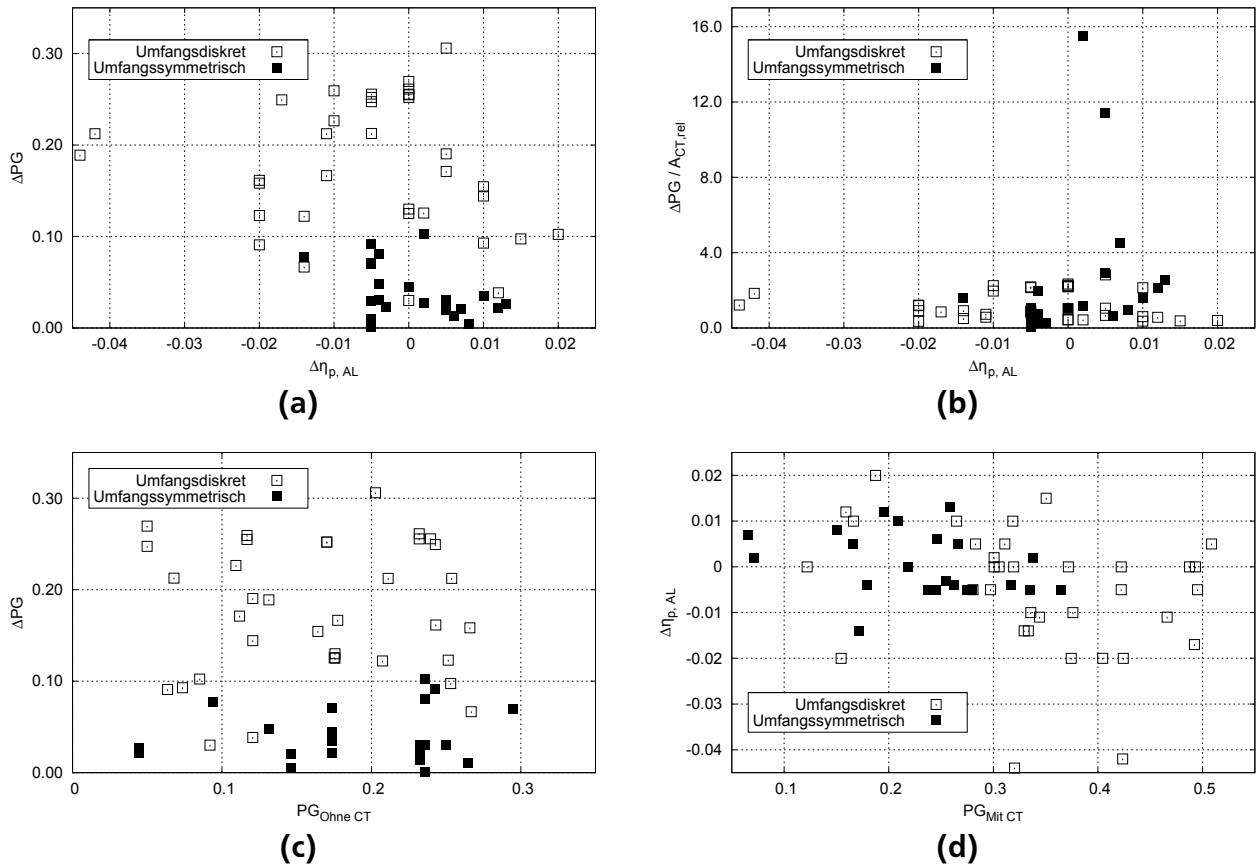 ΔPG
0.30
0.20
0.10
0.00
Umfangsdiskret
Umfangssymmetrisch
-0.04 -0.03 -0.02 -0.01 0 0.01 0.02
Δη_p, AL
(a)
ΔPG / A_CT,rel
16.0
12.0
8.0
4.0
0.0
Umfangsdiskret
Umfangssymmetrisch
-0.04 -0.03 -0.02 -0.01 0 0.01 0.02
Δη_p, AL
(b)
ΔPG
0.30
0.20
0.10
0.00
Umfangsdiskret
Umfangssymmetrisch
0.1 0.2 0.3
PG_Ohne CT
(c)
Δη_p, AL
0.02
0.01
0
-0.01
-0.02
-0.03
-0.04
Umfangsdiskret
Umfangssymmetrisch
0.1 0.2 0.3 0.4 0.5
PG_Mit CT
(d)